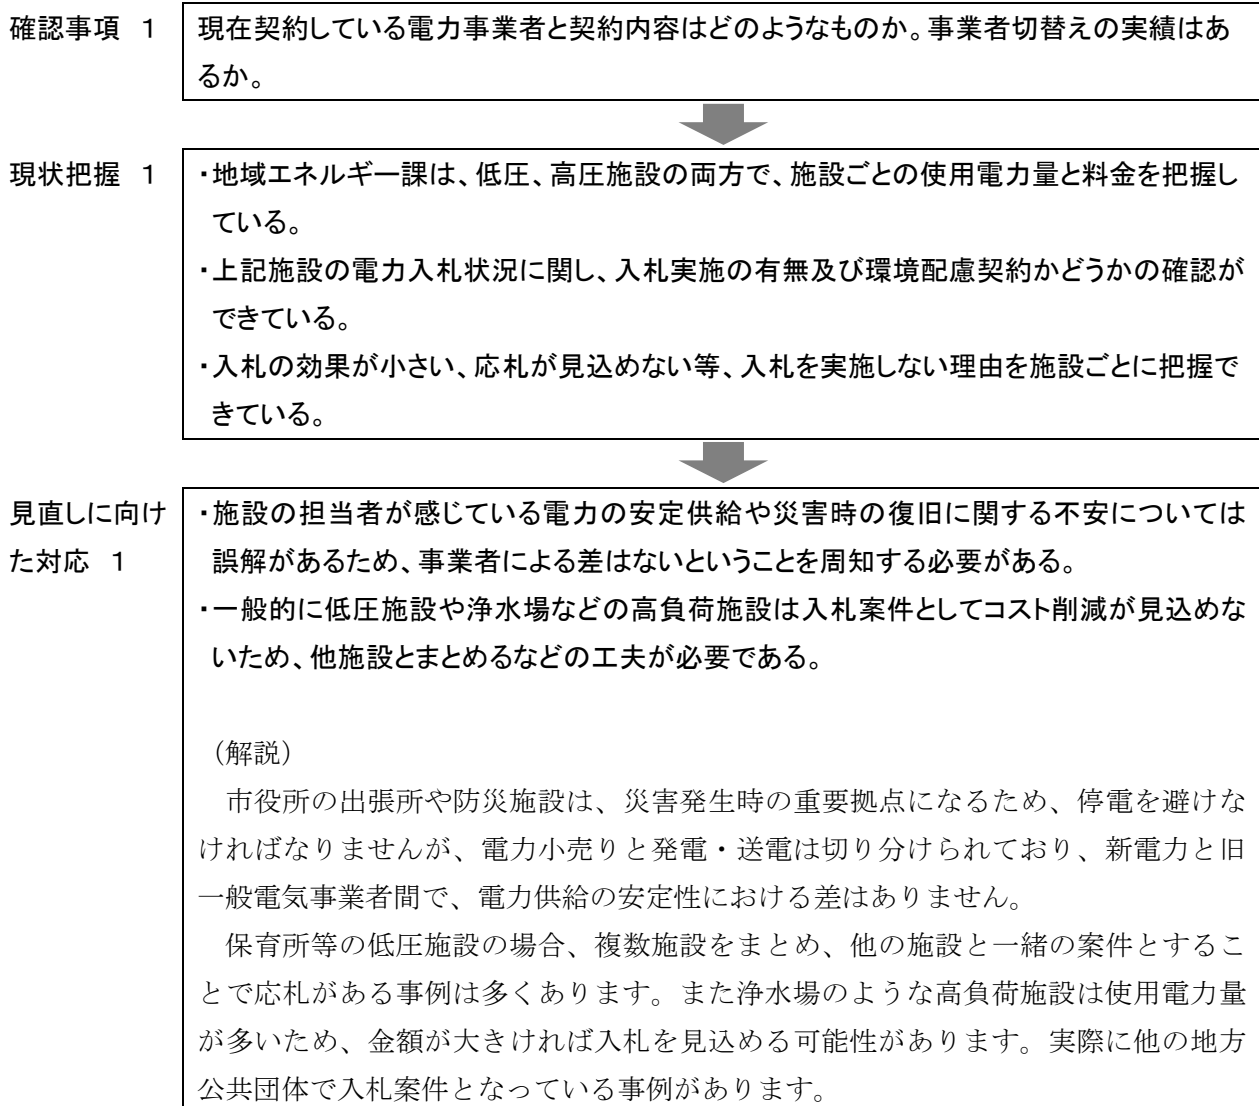 確認事項 1
現在契約している電力事業者と契約内容はどのようなものか。事業者切替えの実績はあ
るか。
現状把握 1
・地域エネルギー課は、低圧、高圧施設の両方で、施設ごとの使用電力量と料金を把握し
ている。
・上記施設の電力入札状況に関し、入札実施の有無及び環境配慮契約かどうかの確認が
できている。
・入札の効果が小さい、応札が見込めない等、入札を実施しない理由を施設ごとに把握で
きている。
見直しに向け
た対応 1
・施設の担当者が感じている電力の安定供給や災害時の復旧に関する不安については
誤解があるため、事業者による差はないということを周知する必要がある。
・一般的に低圧施設や浄水場などの高負荷施設は入札案件としてコスト削減が見込めな
いため、他施設とまとめるなどの工夫が必要である。
（解説）
市役所の出張所や防災施設は、災害発生時の重要拠点になるため、停電を避けな
ければなりませんが、電力小売りと発電・送電は切り分けられており、新電力と旧
一般電気事業者間で、電力供給の安定性における差はありません。
保育所等の低圧施設の場合、複数施設をまとめ、他の施設と一緒の案件とするこ
とで応札がある事例は多くあります。また浄水場のような高負荷施設は使用電力量
が多いため、金額が大きければ入札を見込める可能性があります。実際に他の地方
公共団体で入札案件となっている事例があります。